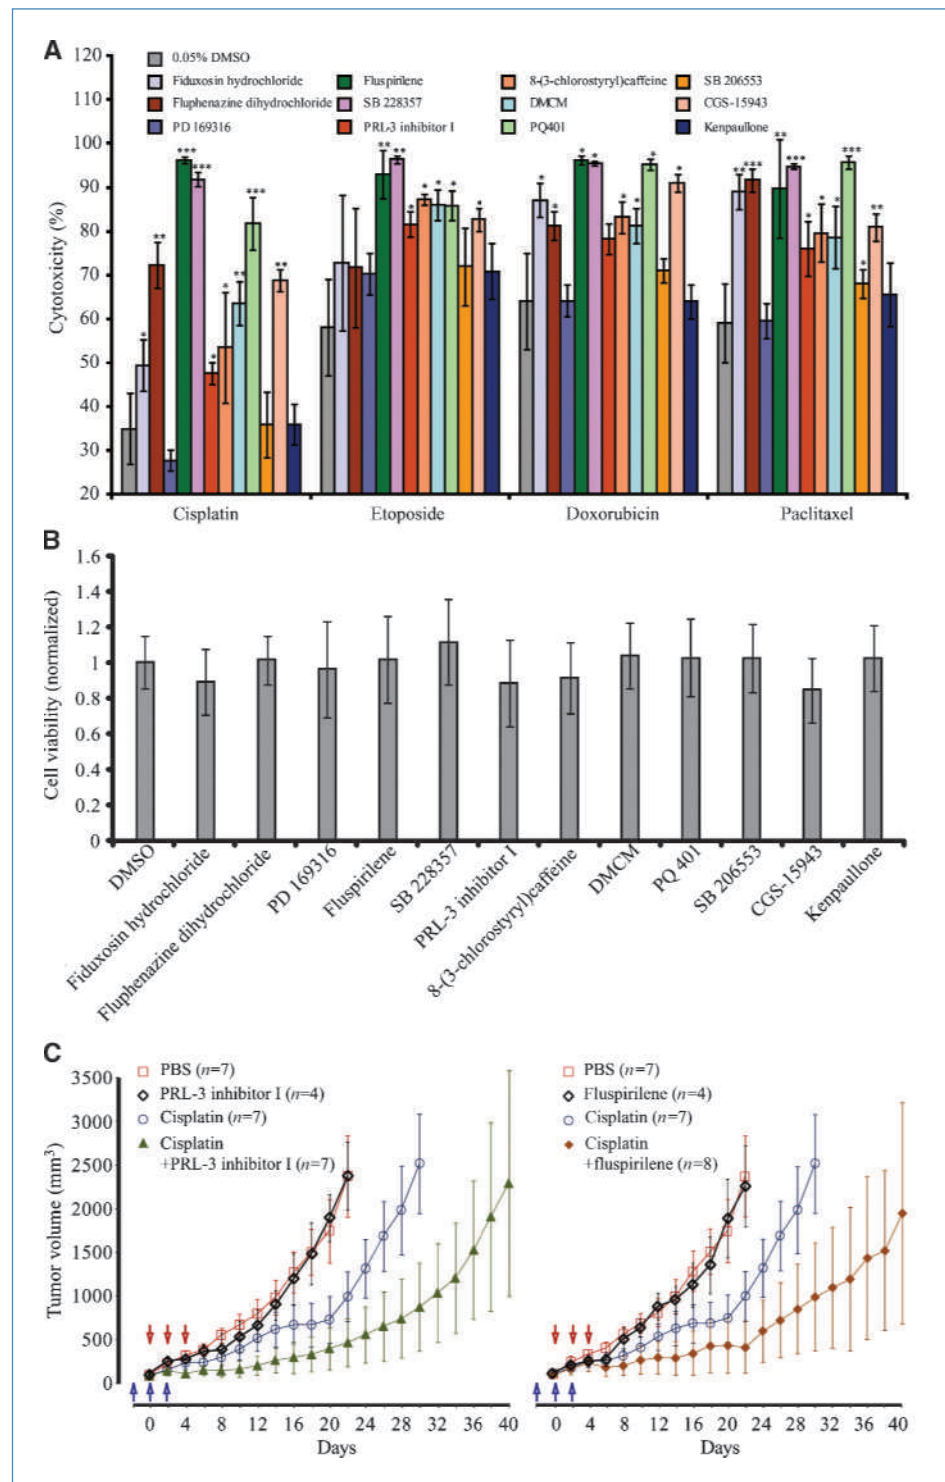 A
120
110
100
90
80
70
60
50
40
30
20
Cytotoxicity (%)
0.05% DMSO
Fiduxosin hydrochloride
Fluspirilene
8-(3-chlorostyryl)caffeine
SB 206553
Fluphenazine dihydrochloride
SB 228357
DMCM
CGS-15943
PD 169316
PRL-3 inhibitor I
PQ401
Kenpaullone
* ** *** *** * * ** *** **
** ** * * * * *
* * * * * * * *
** *** ** *** * * * *** * **
Cisplatin Etoposide Doxorubicin Paclitaxel
B
1.6
1.4
1.2
1
0.8
0.6
0.4
0.2
0
Cell viability (normalized)
DMSO
Fiduxosin hydrochloride
Fluphenazine dihydrochloride
PD 169316
Fluspirilene
SB 228357
PRL-3 inhibitor I
8-(3-chlorostyryl)caffeine
DMCM
PQ 401
SB 206553
CGS-15943
Kenpaullone
C
PBS (n=7)
PRL-3 inhibitor I (n=4)
Cisplatin (n=7)
Cisplatin
+PRL-3 inhibitor I (n=7)
3500
3000
2500
2000
1500
1000
500
0
Tumor volume (mm³)
0 4 8 12 16 20 24 28 32 36 40
Days
PBS (n=7)
Fluspirilene (n=4)
Cisplatin (n=7)
Cisplatin
+fluspirilene (n=8)
0 4 8 12 16 20 24 28 32 36 40
Days